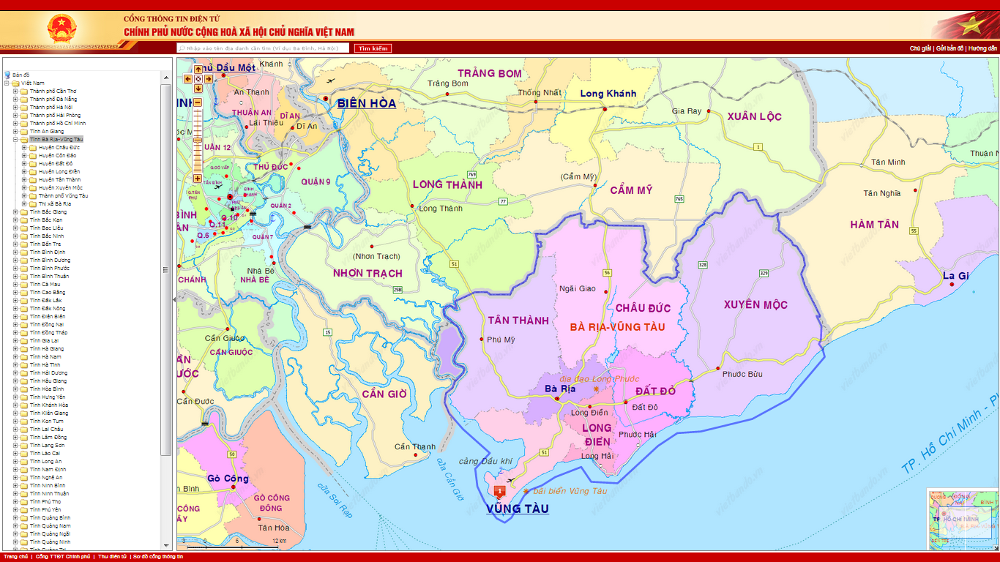 CỔNG THÔNG TIN ĐIỆN TỬ
CHÍNH PHỦ NƯỚC CỘNG HOÀ XÃ HỘI CHỦ NGHĨA VIỆT NAM
Nhập vào tên địa danh cần tìm (Ví dụ: Ba Đình, Hà Nội)
Tìm kiếm
Chú giải | Gửi bản đồ | Hướng dẫn
Bản đồ
Việt Nam
Thành phố Cần Thơ
Thành phố Đà Nẵng
Thành phố Hà Nội
Thành phố Hải Phòng
Thành phố Hồ Chí Minh
Tỉnh An Giang
Tỉnh Bà Rịa-Vũng Tàu
Huyện Châu Đức
Huyện Côn Đảo
Huyện Đất Đỏ
Huyện Long Điền
Huyện Tân Thành
Huyện Xuyên Mộc
Thành phố Vũng Tàu
Thị xã Bà Rịa
Tỉnh Bắc Giang
Tỉnh Bắc Kạn
Tỉnh Bạc Liêu
Tỉnh Bắc Ninh
Tỉnh Bến Tre
Tỉnh Bình Định
Tỉnh Bình Dương
Tỉnh Bình Phước
Tỉnh Bình Thuận
Tỉnh Cà Mau
Tỉnh Cao Bằng
Tỉnh Đắk Lắk
Tỉnh Đắk Nông
Tỉnh Điện Biên
Tỉnh Đồng Nai
Tỉnh Đồng Tháp
Tỉnh Gia Lai
Tỉnh Hà Giang
Tỉnh Hà Nam
Tỉnh Hà Tĩnh
Tỉnh Hải Dương
Tỉnh Hậu Giang
Tỉnh Hòa Bình
Tỉnh Hưng Yên
Tỉnh Khánh Hòa
Tỉnh Kiên Giang
Tỉnh Kon Tum
Tỉnh Lai Châu
Tỉnh Lâm Đồng
Tỉnh Lạng Sơn
Tỉnh Lào Cai
Tỉnh Long An
Tỉnh Nam Định
Tỉnh Nghệ An
Tỉnh Ninh Bình
Tỉnh Ninh Thuận
Tỉnh Phú Thọ
Tỉnh Phú Yên
Tỉnh Quảng Bình
Tỉnh Quảng Nam
Tỉnh Quảng Ngãi
Tỉnh Quảng Ninh
Tỉnh Quảng Trị
hủ Dầu Một
Khánh
TRẢNG BOM
Trảng Bom
Thống Nhất
Long Khánh
An Thạnh
BIÊN HÒA
THUẬN AN
DĨ AN
Lái Thiêu
Dĩ An
Gia Ray
XUÂN LỘC
UẬN 12
1
THỦ ĐỨC
Thuận N
Tân Minh
Q.GÒ VẤP
769
(Cẩm Mỹ)
QUẬN 9
LONG THÀNH
CẨM MỸ
Tân Nghĩa
77
765
QUẬN 2
Long Thành
Q.10
Q.11
Q.6
HÀM TÂN
55
QUẬN 7
(Nhơn Trạch)
51
328
329
56
Nhà Bè
NHƠN TRẠCH
La Gi
CHÁNH
NHÀ BÈ
25B
Ngãi Giao
CHÂU ĐỨC
XUYÊN MỘC
TÂN THÀNH
BÀ RỊA-VŨNG TÀU
15
Cần Giuộc
Phú Mỹ
CẦN GIUỘC
Phước Bửu
địa đạo Long Phước
Bà Rịa
ĐẤT ĐỎ
CẦN GIỜ
Cần Đước
Đất Đỏ
Long Điền
LONG
ĐIỀN
Phước Hải
Cần Thạnh
50
51
Long Hải
cảng Dầu khí
cửa Cần Giờ
TP. Hồ Chí Minh - P
Gò Công
bãi biển Vũng Tàu
1
cửa Soi Rạp
GÒ CÔNG
ĐÔNG
VŨNG TÀU
Tân Hòa
3
0
6
12 km
Trang chủ | Cổng TTĐT Chính phủ | Thư điện tử | Sơ đồ cổng thông tin